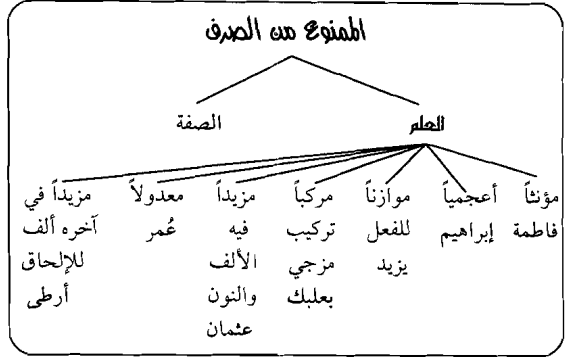 الممنوع من الصرف
العلم
الصفة
مؤنثاً
فاطمة
أعجمياً
إبراهيم
موازناً
للفعل
يزيد
مركباً
تركيب
مزجي
بعلبك
مزيداً
فيه
الألف
والنون
عثمان
معدولاً
عُمر
مزيداً في
آخره ألف
للإلحاق
أرطى